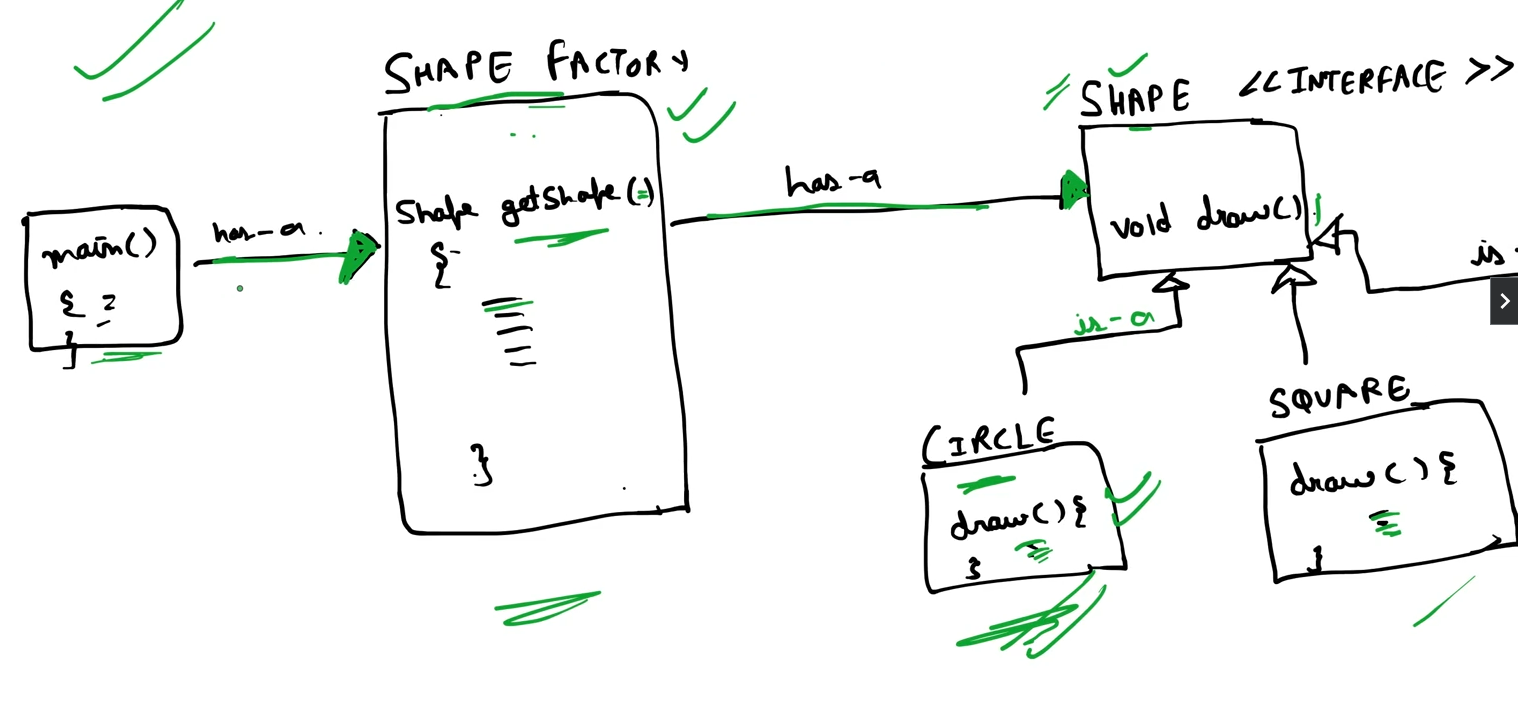 main()
{ =
}
has-a
SHAPE FACTORY
Shape getShape()
{
}
has-a
SHAPE <<INTERFACE>>
void draw()
is-a
is-
CIRCLE
draw(){
}
SQUARE
draw(){
}